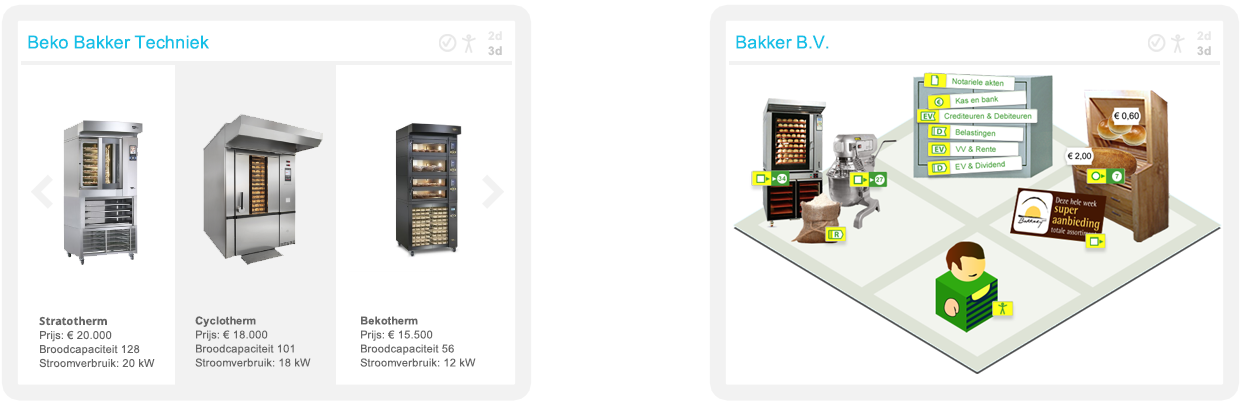 Beko Bakker Techniek
2d
3d
Stratotherm
Prijs: € 20.000
Broodcapaciteit 128
Stroomverbruik: 20 kW
Cyclotherm
Prijs: € 18.000
Broodcapaciteit 101
Stroomverbruik: 18 kW
Bekotherm
Prijs: € 15.500
Broodcapaciteit 56
Stroomverbruik: 12 kW
Bakker B.V.
2d
3d
Notariele akten
€ Kas en bank
EV Crediteuren & Debiteuren
D Belastingen
EV VV & Rente
D EV & Dividend
€ 0,60
€ 2,00
34
27
7
R
Bakkerij
Deze hele week
super
aanbieding
totale assortiment